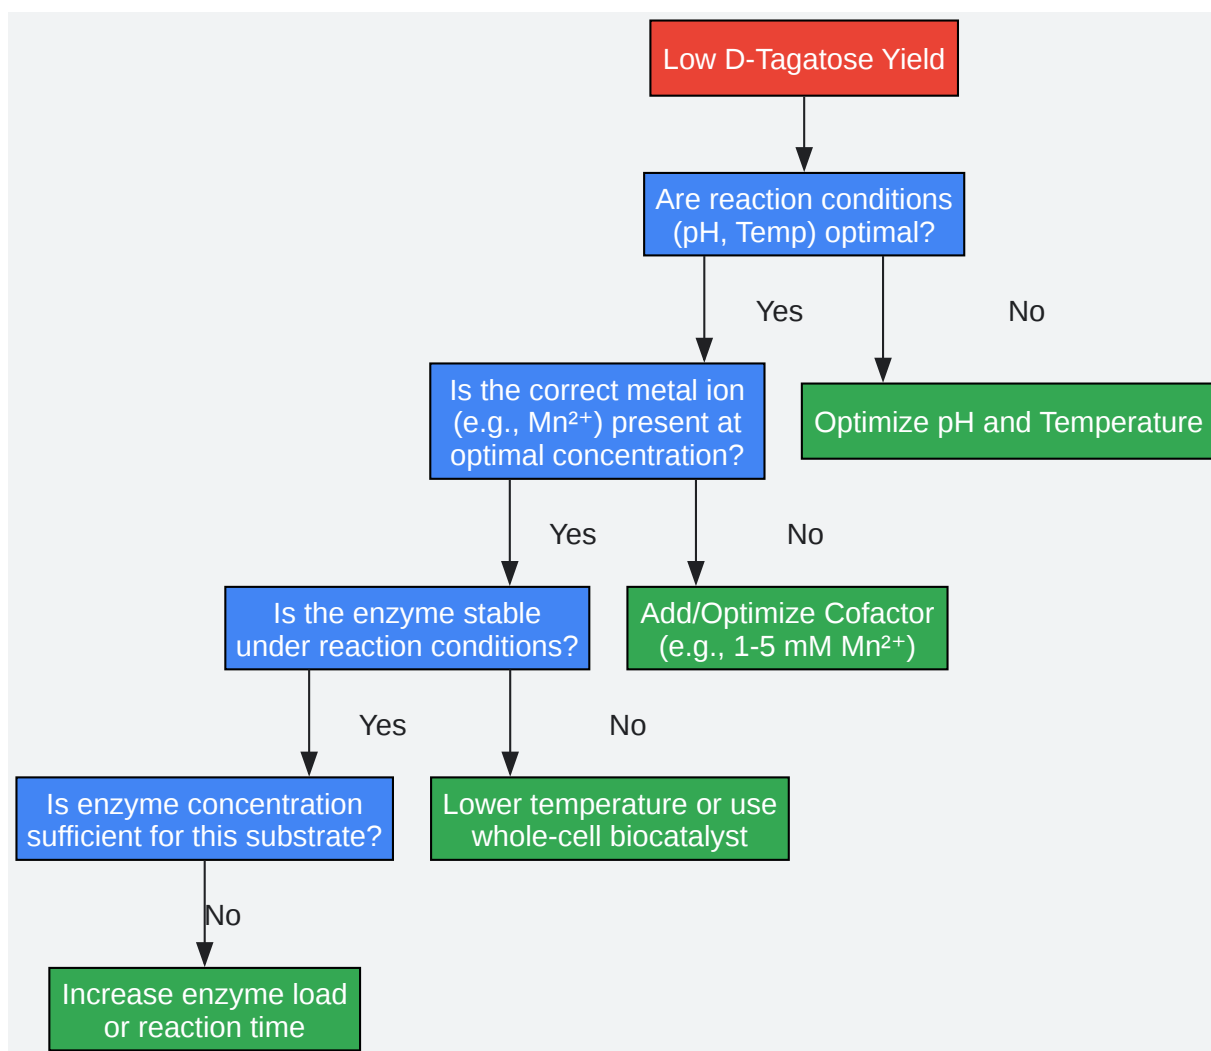 Low D-Tagatose Yield
Are reaction conditions
(pH, Temp) optimal?
Yes
No
Is the correct metal ion
(e.g., Mn²⁺) present at
optimal concentration?
Optimize pH and Temperature
Yes
No
Is the enzyme stable
under reaction conditions?
Add/Optimize Cofactor
(e.g., 1-5 mM Mn²⁺)
Yes
No
Is enzyme concentration
sufficient for this substrate?
Lower temperature or use
whole-cell biocatalyst
No
Increase enzyme load
or reaction time